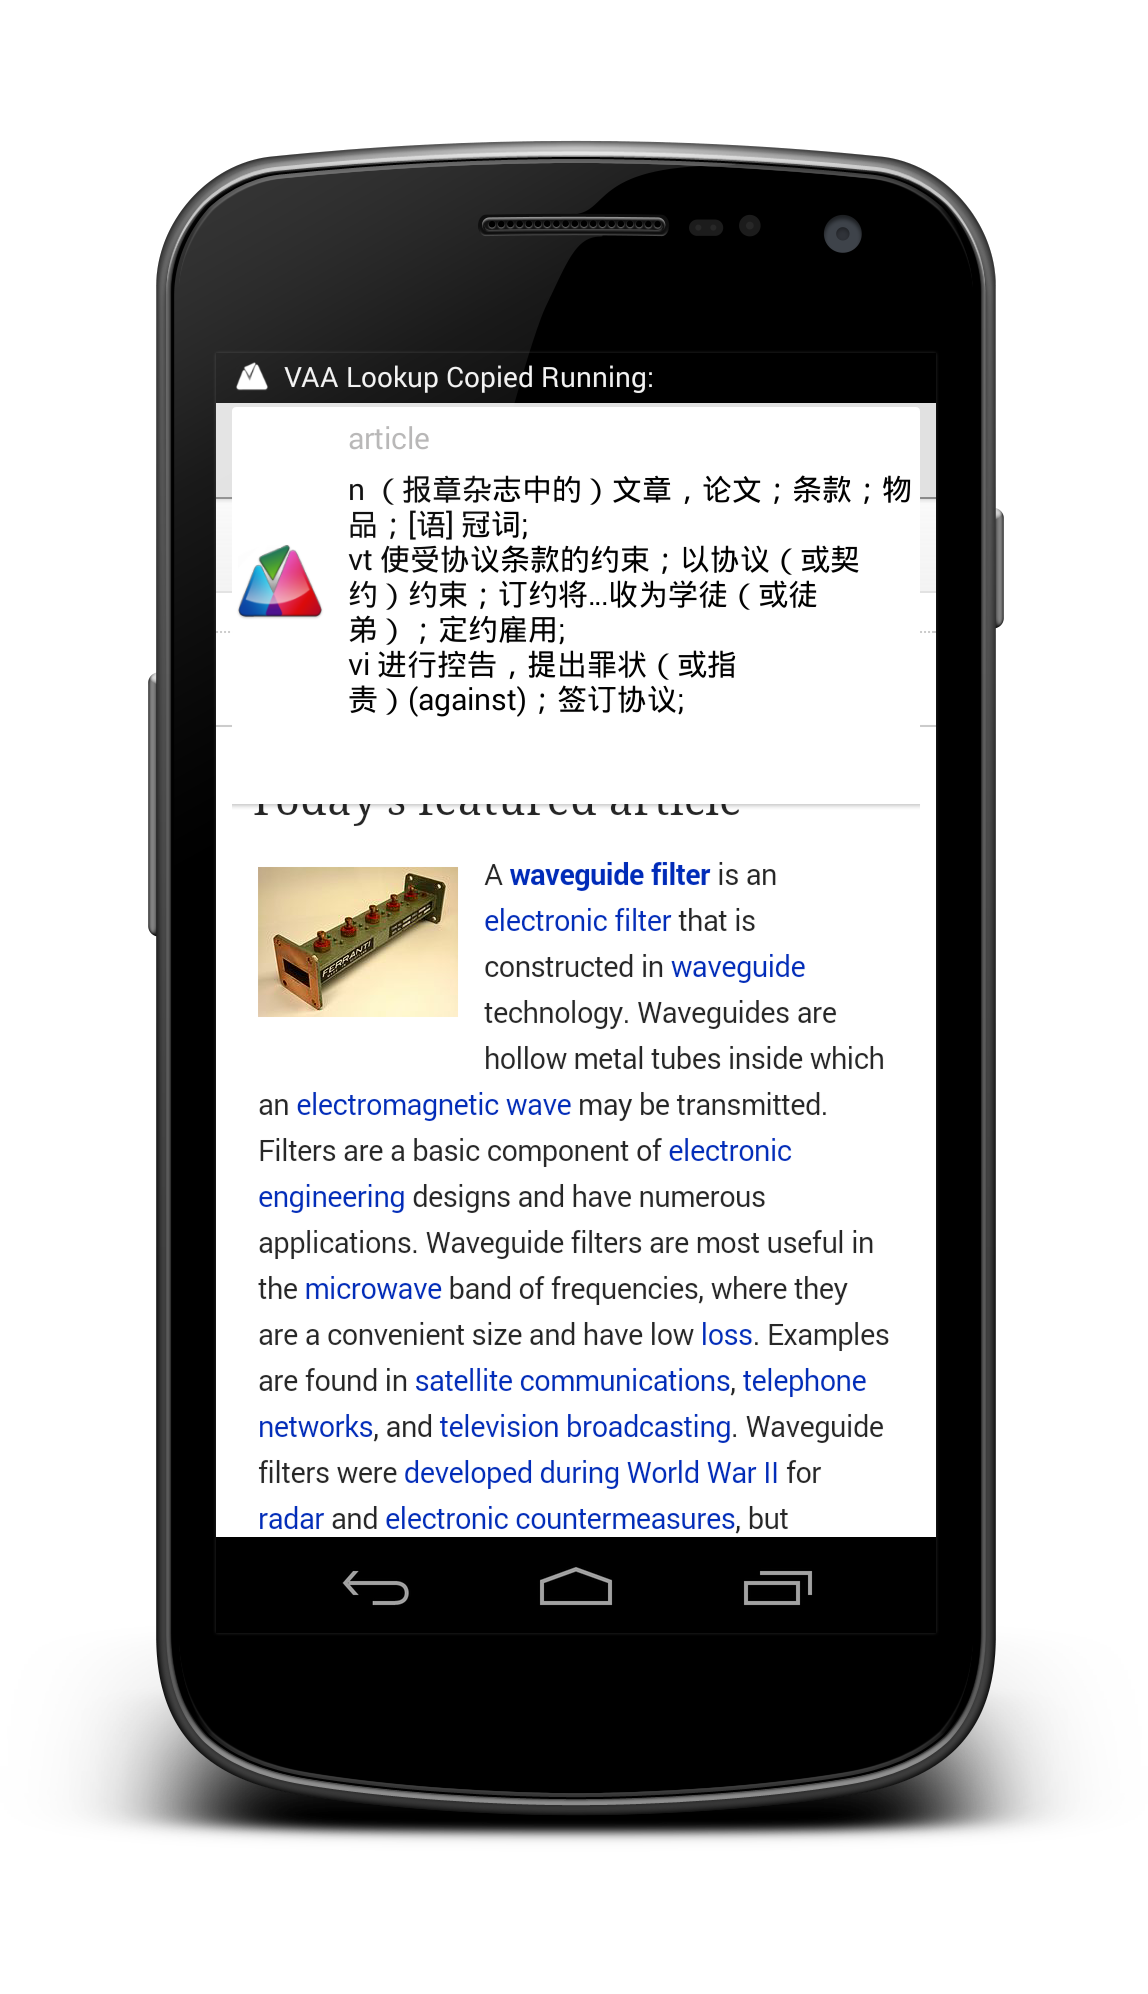 VAA Lookup Copied Running:
article
n （报章杂志中的）文章，论文；条款；物
品；[语] 冠词;
vt 使受协议条款的约束；以协议（或契
约）约束；订约将...收为学徒（或徒
弟）；定约雇用;
vi 进行控告，提出罪状（或指
责）(against)；签订协议;
Today's featured article
FERRANTI
A waveguide filter is an
electronic filter that is
constructed in waveguide
technology. Waveguides are
hollow metal tubes inside which
an electromagnetic wave may be transmitted.
Filters are a basic component of electronic
engineering designs and have numerous
applications. Waveguide filters are most useful in
the microwave band of frequencies, where they
are a convenient size and have low loss. Examples
are found in satellite communications, telephone
networks, and television broadcasting. Waveguide
filters were developed during World War II for
radar and electronic countermeasures, but